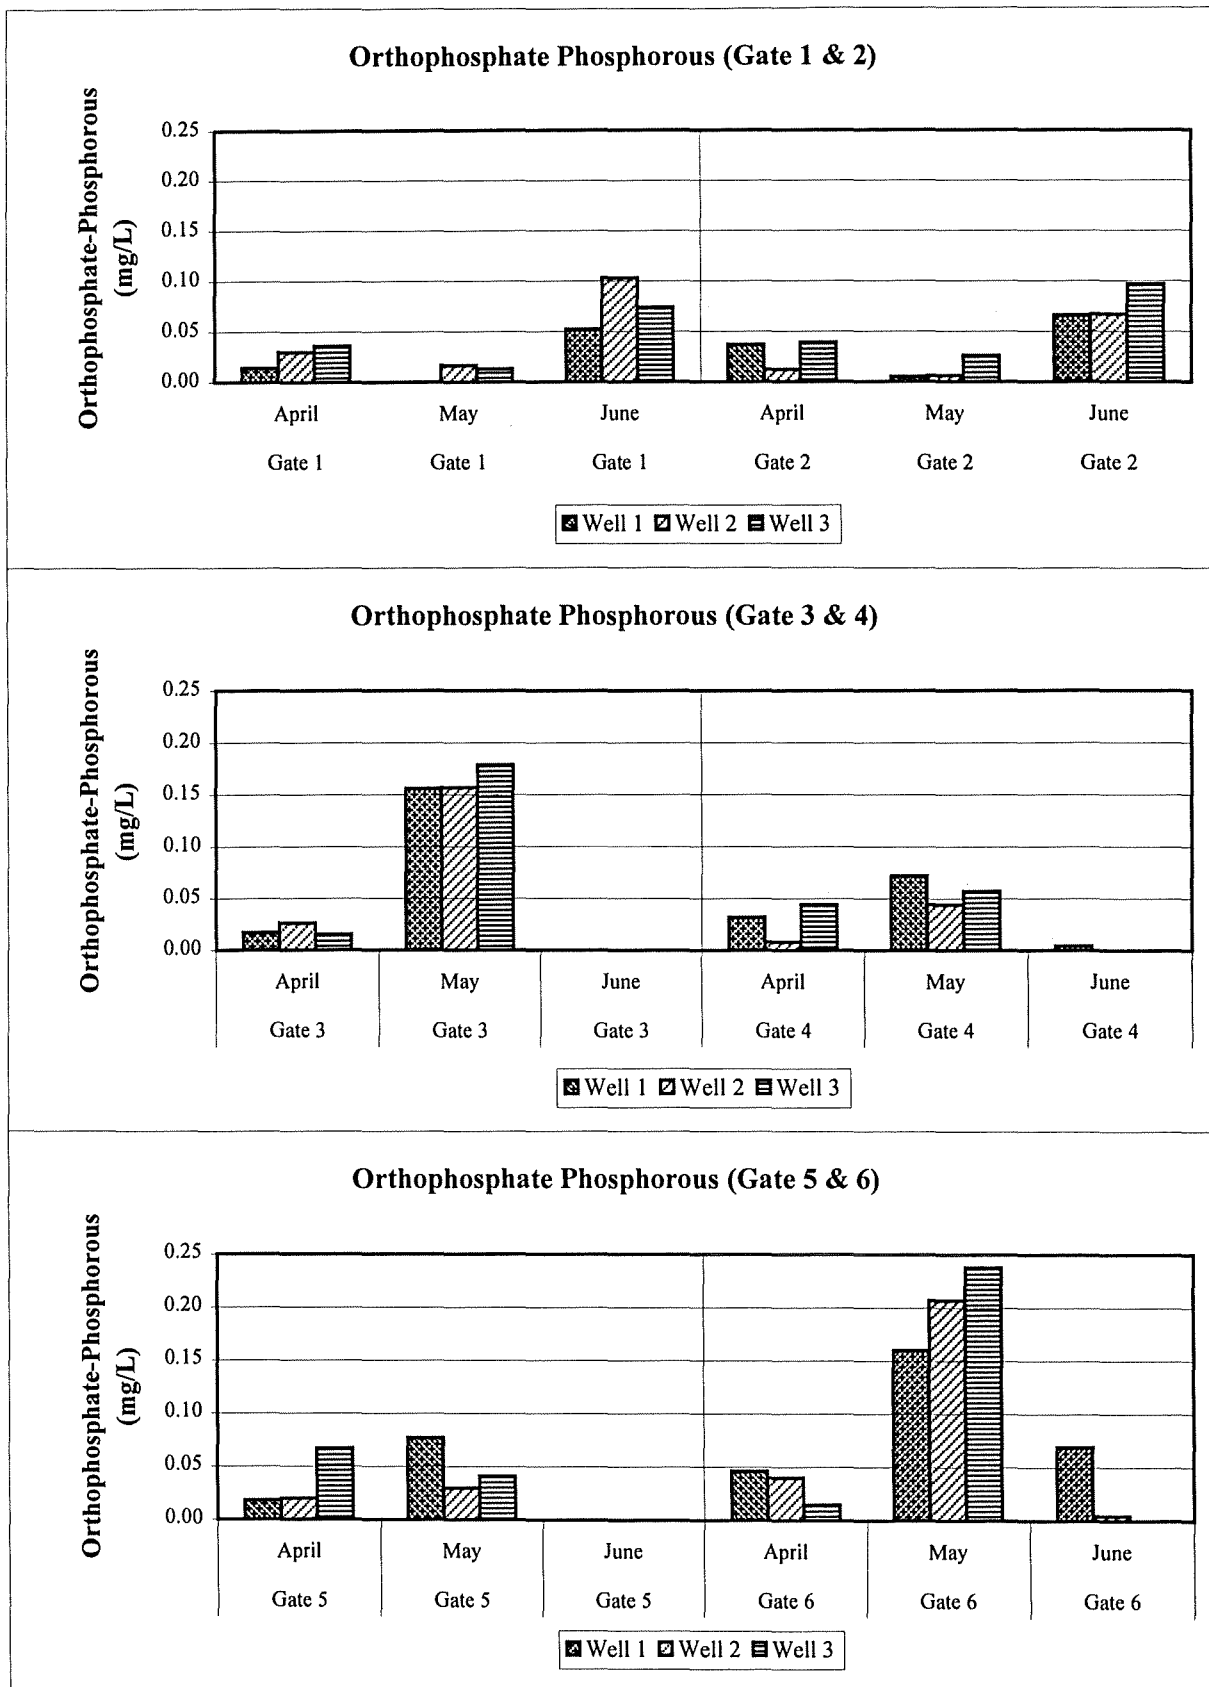 Orthophosphate Phosphorous (Gate 1 & 2)
Orthophosphate-Phosphorous
(mg/L)
0.25
0.20
0.15
0.10
0.05
0.00
April May June April May June
Gate 1 Gate 1 Gate 1 Gate 2 Gate 2 Gate 2
Well 1 Well 2 Well 3
Orthophosphate Phosphorous (Gate 3 & 4)
Orthophosphate-Phosphorous
(mg/L)
0.25
0.20
0.15
0.10
0.05
0.00
April May June April May June
Gate 3 Gate 3 Gate 3 Gate 4 Gate 4 Gate 4
Well 1 Well 2 Well 3
Orthophosphate Phosphorous (Gate 5 & 6)
Orthophosphate-Phosphorous
(mg/L)
0.25
0.20
0.15
0.10
0.05
0.00
April May June April May June
Gate 5 Gate 5 Gate 5 Gate 6 Gate 6 Gate 6
Well 1 Well 2 Well 3